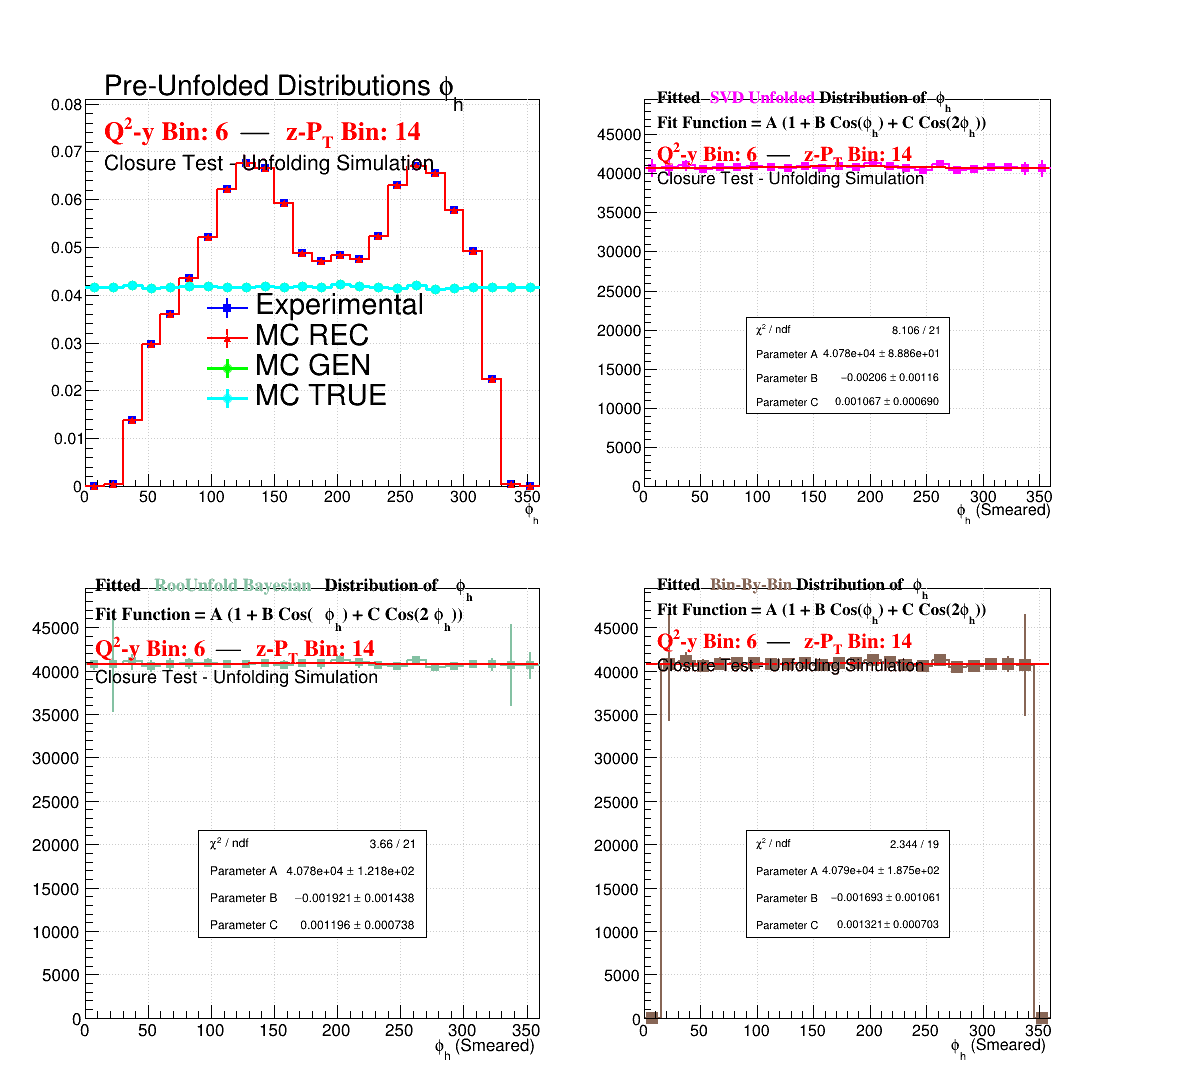 Pre-Unfolded Distributions ϕh
Q²-y Bin: 6 — z-PT Bin: 14
Closure Test - Unfolding Simulation
0.08
0.07
0.06
0.05
0.04
0.03
0.02
0.01
0
Experimental
MC REC
MC GEN
MC TRUE
0 50 100 150 200 250 300 350
ϕh
Fitted SVD Unfolded Distribution of ϕh
Fit Function = A (1 + B Cos(ϕh) + C Cos(2ϕh))
Q²-y Bin: 6 — z-PT Bin: 14
Closure Test - Unfolding Simulation
45000
40000
35000
30000
25000
20000
15000
10000
5000
0
χ² / ndf 8.106 / 21
Parameter A 4.078e+04 ± 8.886e+01
Parameter B −0.00206 ± 0.00116
Parameter C 0.001067 ± 0.000690
0 50 100 150 200 250 300 350
ϕh (Smeared)
Fitted RooUnfold Bayesian Distribution of ϕh
Fit Function = A (1 + B Cos( ϕh) + C Cos(2 ϕh))
Q²-y Bin: 6 — z-PT Bin: 14
Closure Test - Unfolding Simulation
45000
40000
35000
30000
25000
20000
15000
10000
5000
0
χ² / ndf 3.66 / 21
Parameter A 4.078e+04 ± 1.218e+02
Parameter B −0.001921 ± 0.001438
Parameter C 0.001196 ± 0.000738
0 50 100 150 200 250 300 350
ϕh (Smeared)
Fitted Bin-By-Bin Distribution of ϕh
Fit Function = A (1 + B Cos(ϕh) + C Cos(2ϕh))
Q²-y Bin: 6 — z-PT Bin: 14
Closure Test - Unfolding Simulation
45000
40000
35000
30000
25000
20000
15000
10000
5000
0
χ² / ndf 2.344 / 19
Parameter A 4.079e+04 ± 1.875e+02
Parameter B −0.001693 ± 0.001061
Parameter C 0.001321 ± 0.000703
0 50 100 150 200 250 300 350
ϕh (Smeared)